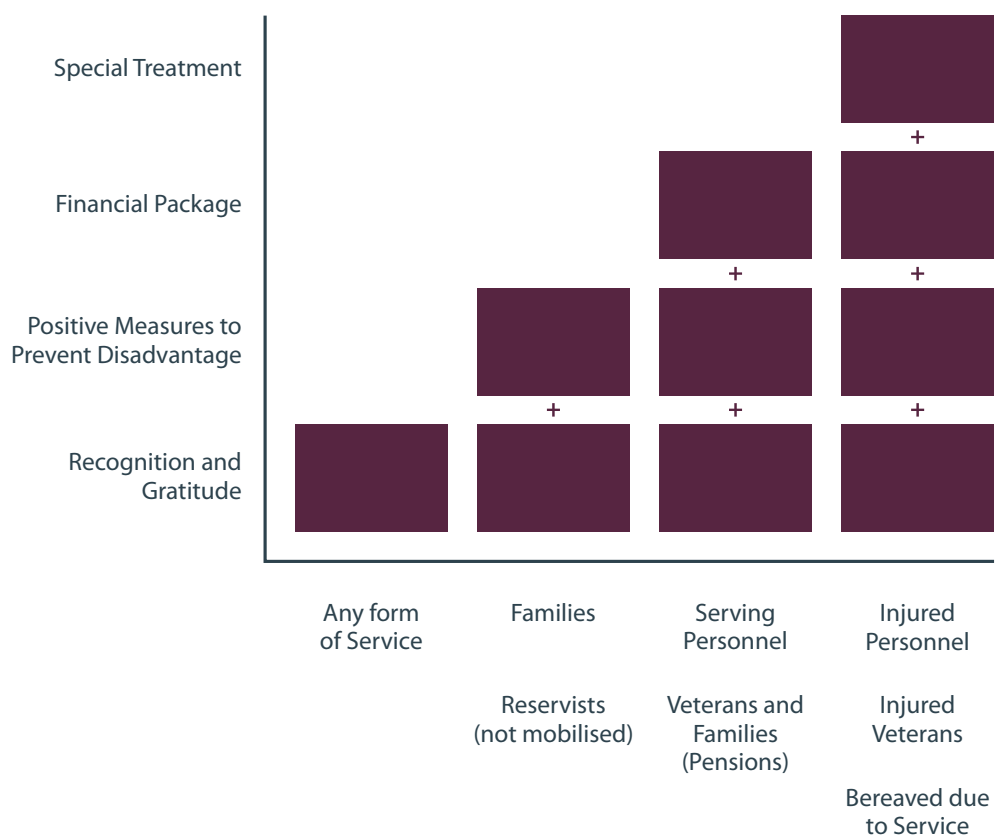 Special Treatment
+
Financial Package
+ +
Positive Measures to
Prevent Disadvantage
+ + +
Recognition and
Gratitude
Any form
of Service
Families
Serving
Personnel
Injured
Personnel
Reservists
(not mobilised)
Veterans and
Families
(Pensions)
Injured
Veterans
Bereaved due
to Service